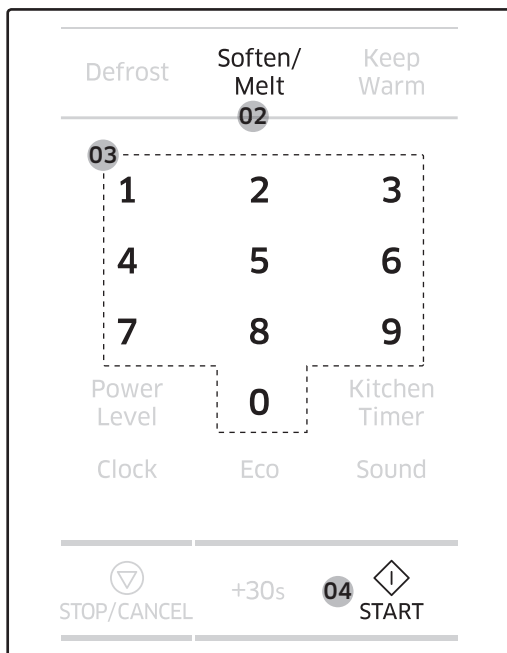 Defrost
Soften/
Melt
Keep
Warm
02
03
1 2 3
4 5 6
7 8 9
Power
Level
0
Kitchen
Timer
Clock Eco Sound
STOP/CANCEL
+30s
04
START